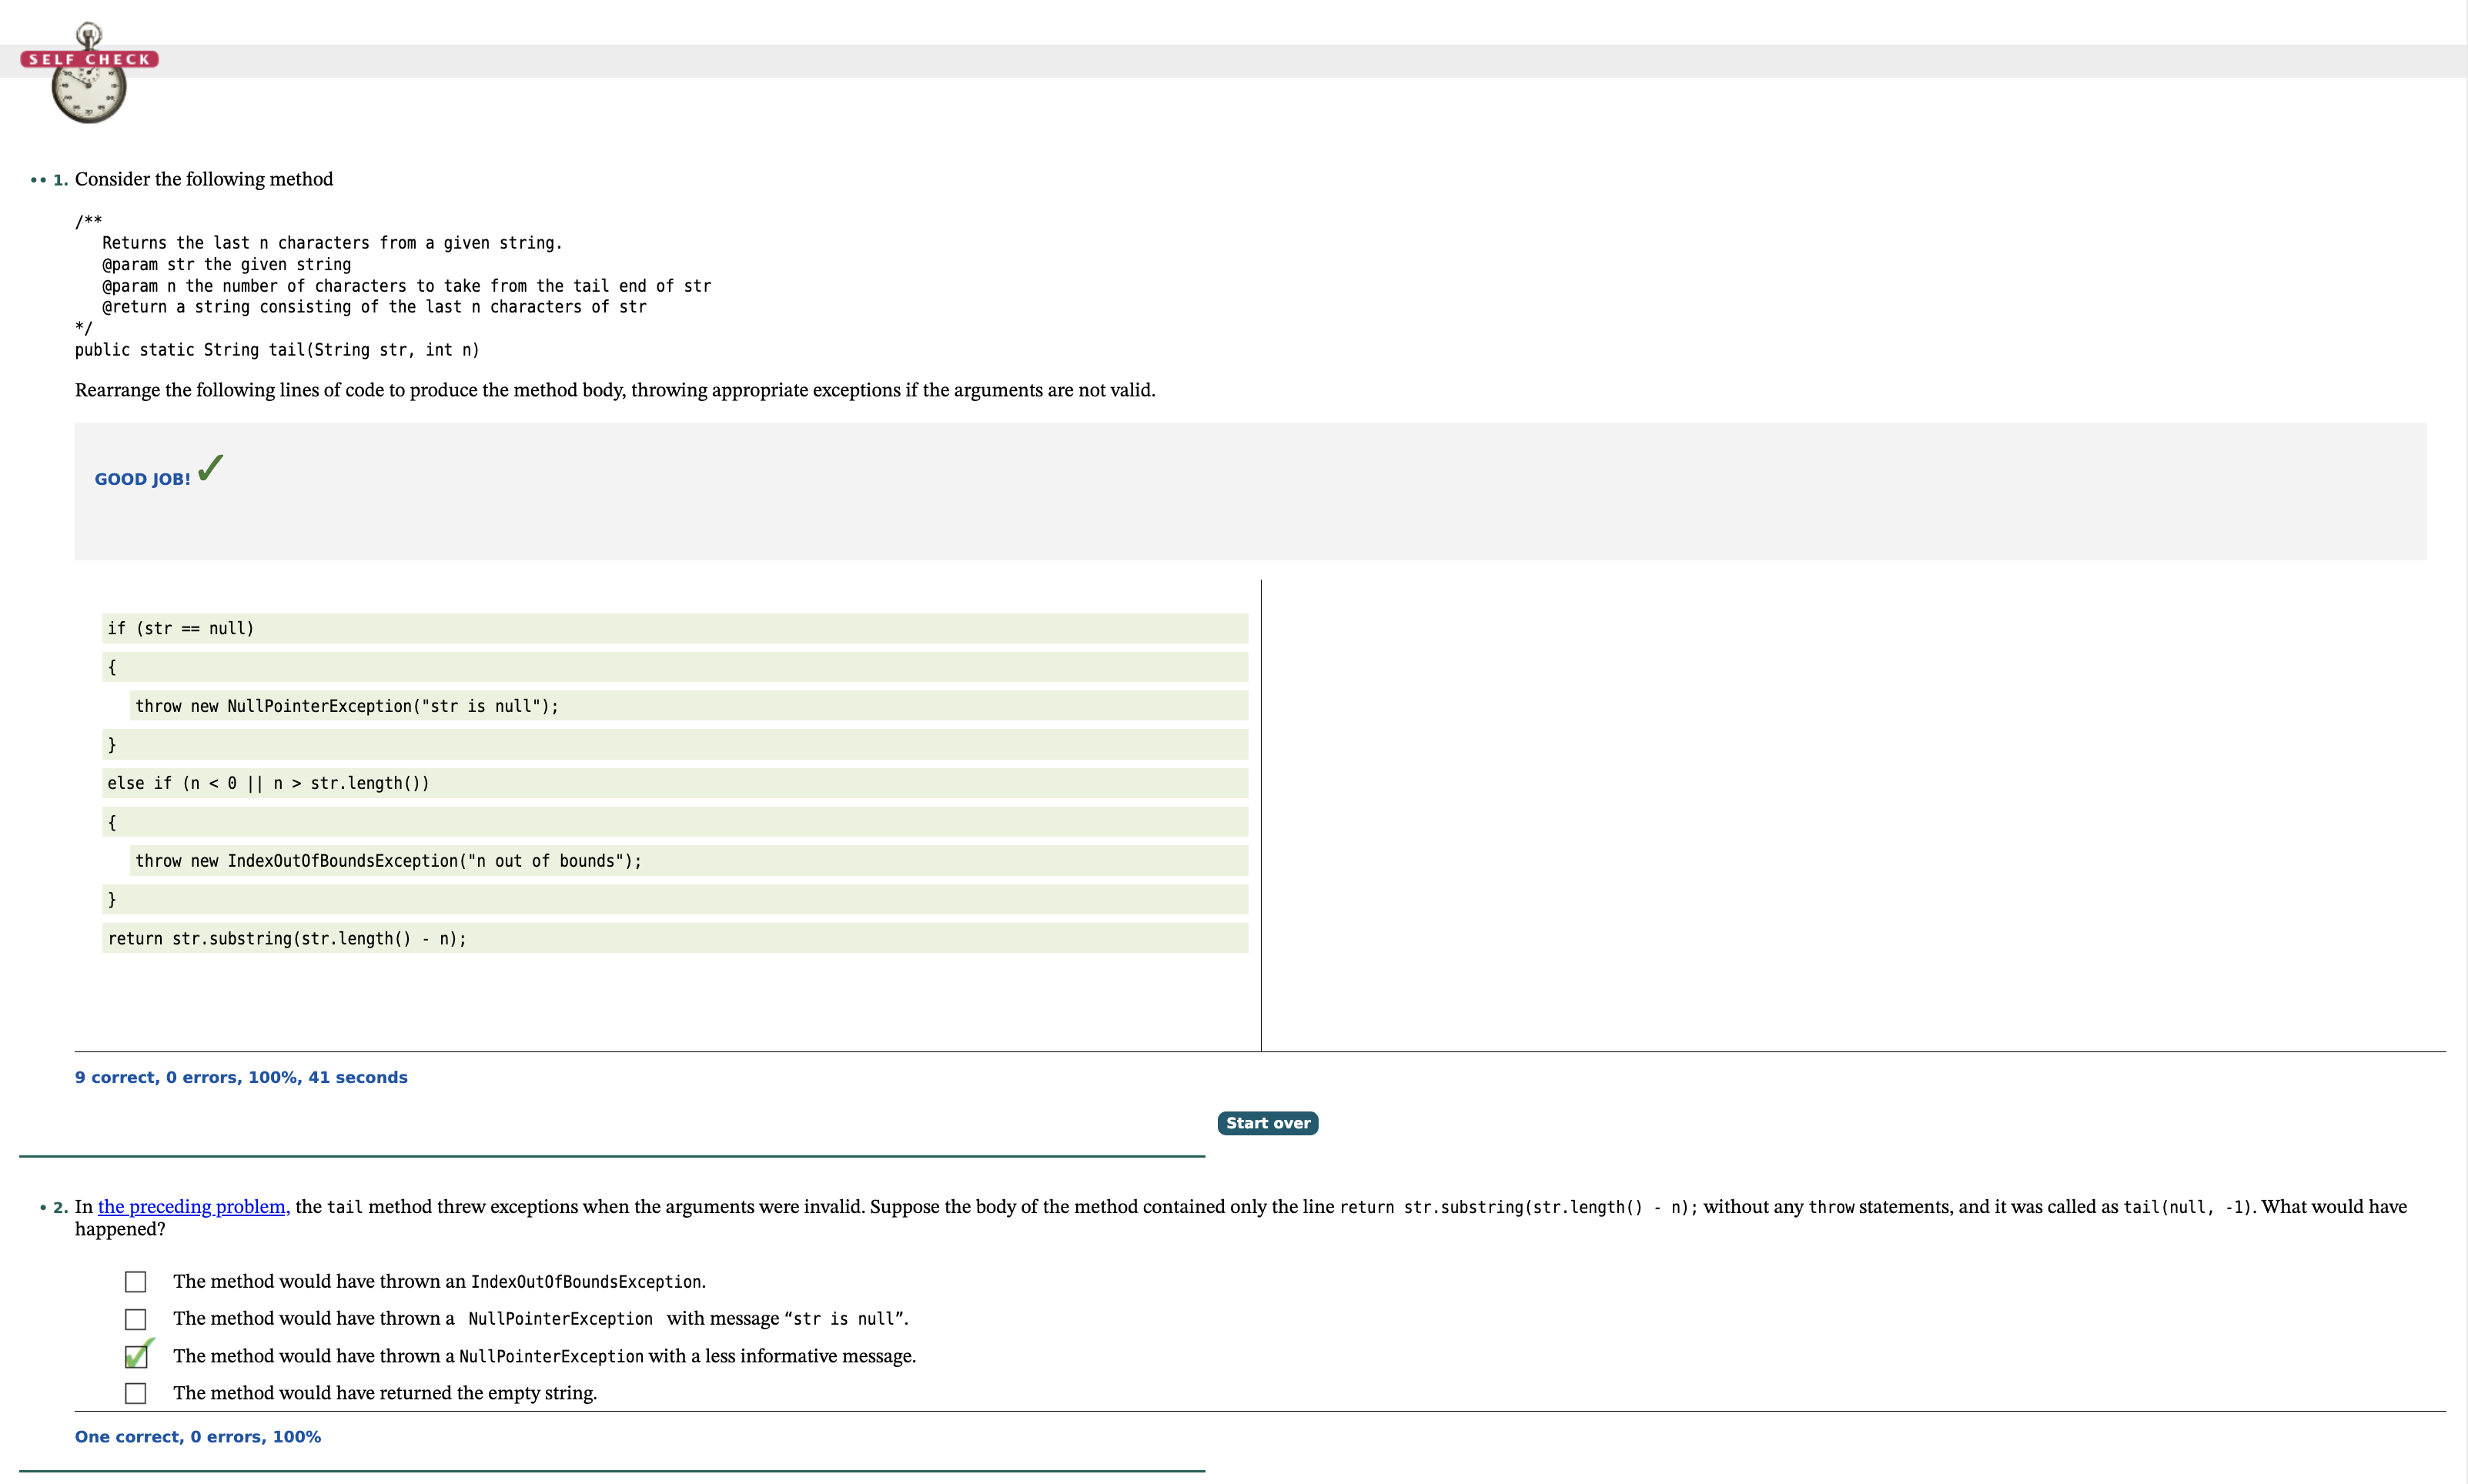 SELF CHECK
•• 1. Consider the following method
/**
   Returns the last n characters from a given string.
   @param str the given string
   @param n the number of characters to take from the tail end of str
   @return a string consisting of the last n characters of str
*/
public static String tail(String str, int n)
Rearrange the following lines of code to produce the method body, throwing appropriate exceptions if the arguments are not valid.
GOOD JOB!
if (str == null)
{
   throw new NullPointerException("str is null");
}
else if (n < 0 || n > str.length())
{
   throw new IndexOutOfBoundsException("n out of bounds");
}
return str.substring(str.length() - n);
9 correct, 0 errors, 100%, 41 seconds
Start over
• 2. In the preceding problem, the tail method threw exceptions when the arguments were invalid. Suppose the body of the method contained only the line return str.substring(str.length() - n); without any throw statements, and it was called as tail(null, -1). What would have
happened?
The method would have thrown an IndexOutOfBoundsException.
The method would have thrown a NullPointerException with message “str is null”.
The method would have thrown a NullPointerException with a less informative message.
The method would have returned the empty string.
One correct, 0 errors, 100%